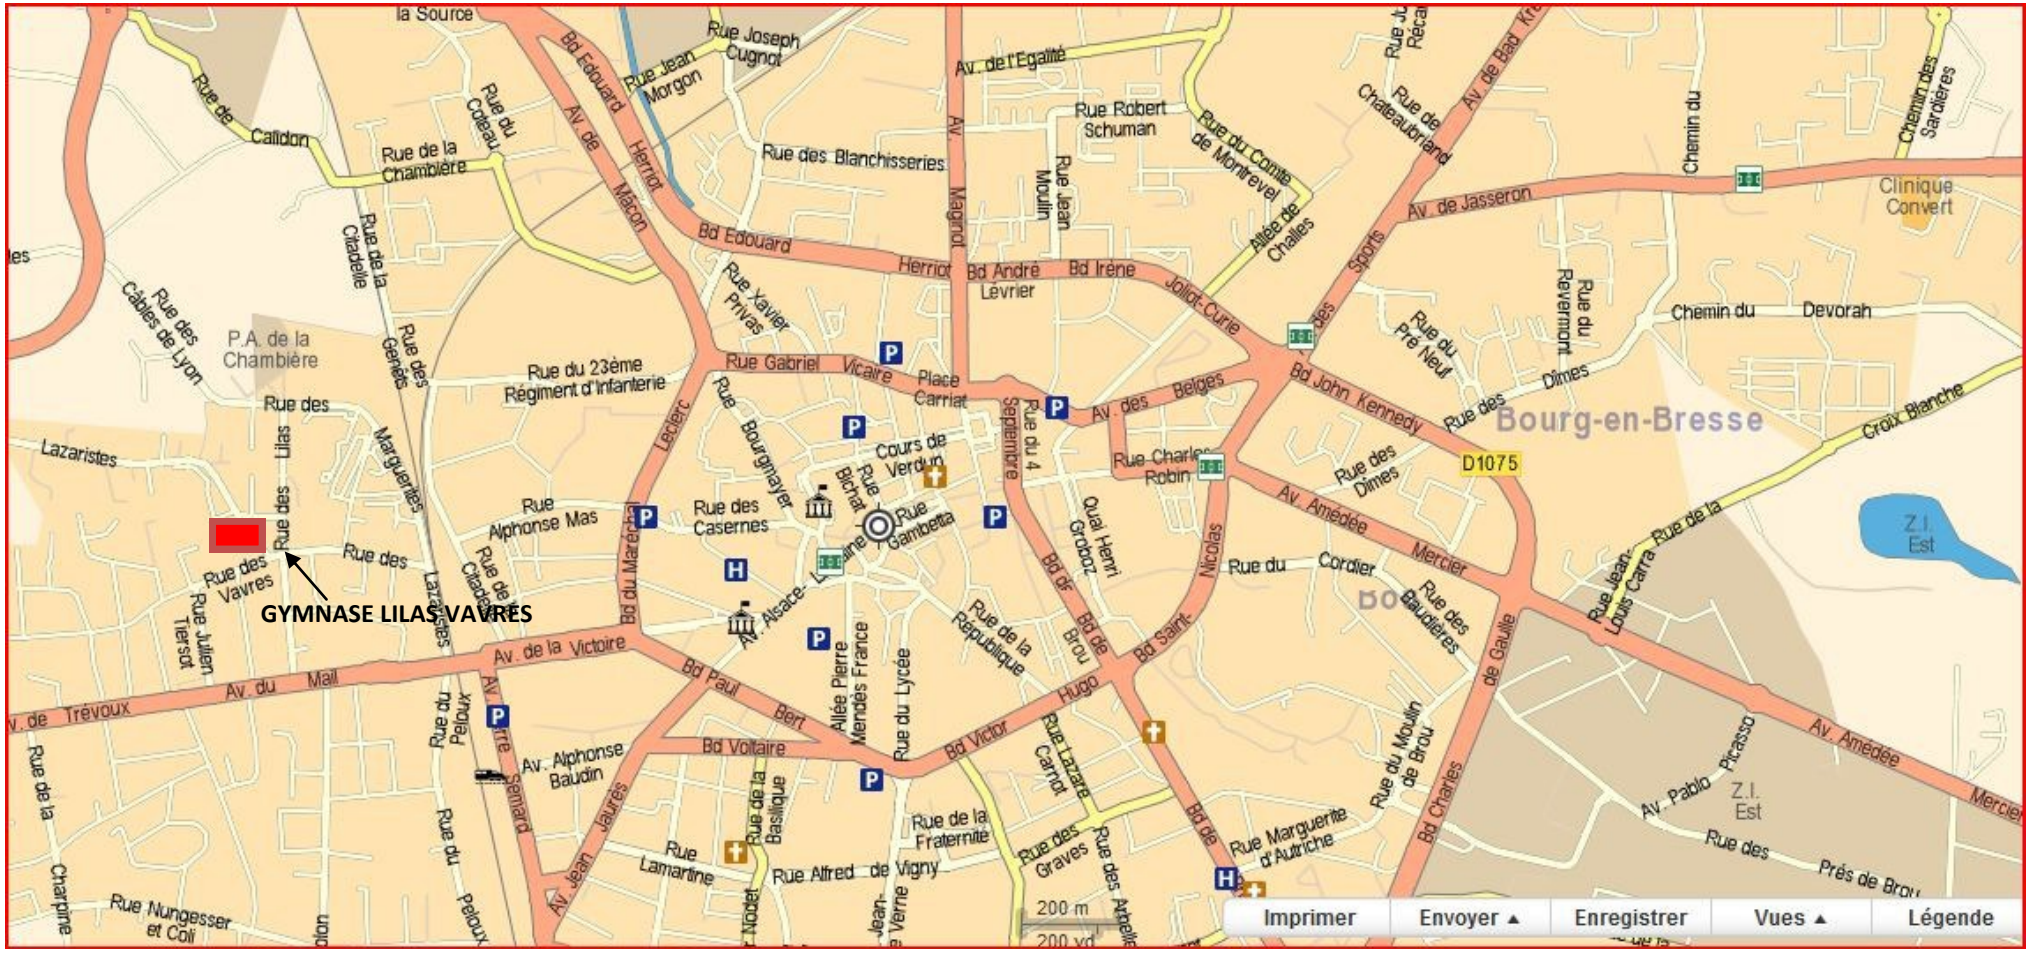 la Source
Bd Edouard
Herriot
Rue Joseph
Cugnot
Rue Jean
Morgon
Av. de l'Egalité
Rue de
Calidon
Rue du
Coteau
Av. de
Mâcon
Rue de la
Chambière
Rue des Blanchisseries
Av.
Magnot
Rue Robert
Schuman
Rue Jean
Moulin
Rue du Comte
de Montrevel
Allée de
Challes
Rue de
Chateaubriand
Av. de Bad
Chemin du
Chemin des
Sardières
Av. de Jasseron
Clinique
Convert
Rue de la
Citadelle
Bd Edouard
Herriot
Bd André
Lévrier
Bd Irène
Joliot-Curie
Sports
des
Rue des
Câbles de Lyon
P.A. de la
Chambière
Rue des
Genêts
Rue Xavier
Privas
Rue du
Pré Neuf
Rue du
Revermont
Chemin du
Devorah
Rue du 23ème
Régiment d'Infanterie
Rue Gabriel
Vicaire
Place
Carriat
Av. des
Belges
Bd John Kennedy
Rue des
Dîmes
Bourg-en-Bresse
Croix Blanche
Rue des
Lilas
Marguerites
Lazaristes
Leclerc
Rue
Bourgmayer
Cours de
Verdun
Rue
Bichat
Rue du 4
Septembre
Rue Charles
Robin
Rue des
Dîmes
D1075
Rue de la
Rue
Alphonse Mas
Rue des
Casernes
Rue
Gambetta
Quai Henri
Groboz
Av. Amédée
Mercier
Z.I.
Est
Rue des
Rue des
Vavres
Rue des
Lazaristes
Rue de la
Citadelle
Bd du Maréchal
Av. Alsace-
Bd de
Brou
Nicolas
Rue du
Cordier
Rue des
Baudières
Rue Jean-
Louis Carra
GYMNASE LILAS VAVRES
Rue Julien
Tiersot
Av. de la Victoire
Rue de la
République
Bd de
Bd Saint-
de Gaulle
Av. du
Mail
de Trévoux
Rue du
Peloux
Av.
Sémard
Bd Paul
Bert
Allée Pierre
Mendès France
Rue du Lycée
Bd Victor
Hugo
Bd Voltaire
Av. Alphonse
Baudin
Rue Lazare
Carnot
Rue du Moulin
de Brou
Av. Pablo
Picasso
Av. Amédée
Mercier
Z.I.
Est
Rue de la
Charpine
Rue du
Peloux
Av. Jean
Jaurès
Rue de la
Basilique
Rue
Lamartine
Rue Alfred
de Vigny
Rue de la
Fraternité
Rue des
Graves
Rue des
Bd de
Rue Marguerite
d'Autriche
Bd Charles
Rue des
Prés de Brou
Rue Nungesser
et Coli
Nodet
Jean-
Verne
200 m
200 yd
Imprimer
Envoyer ▲
Enregistrer
Vues ▲
Légende